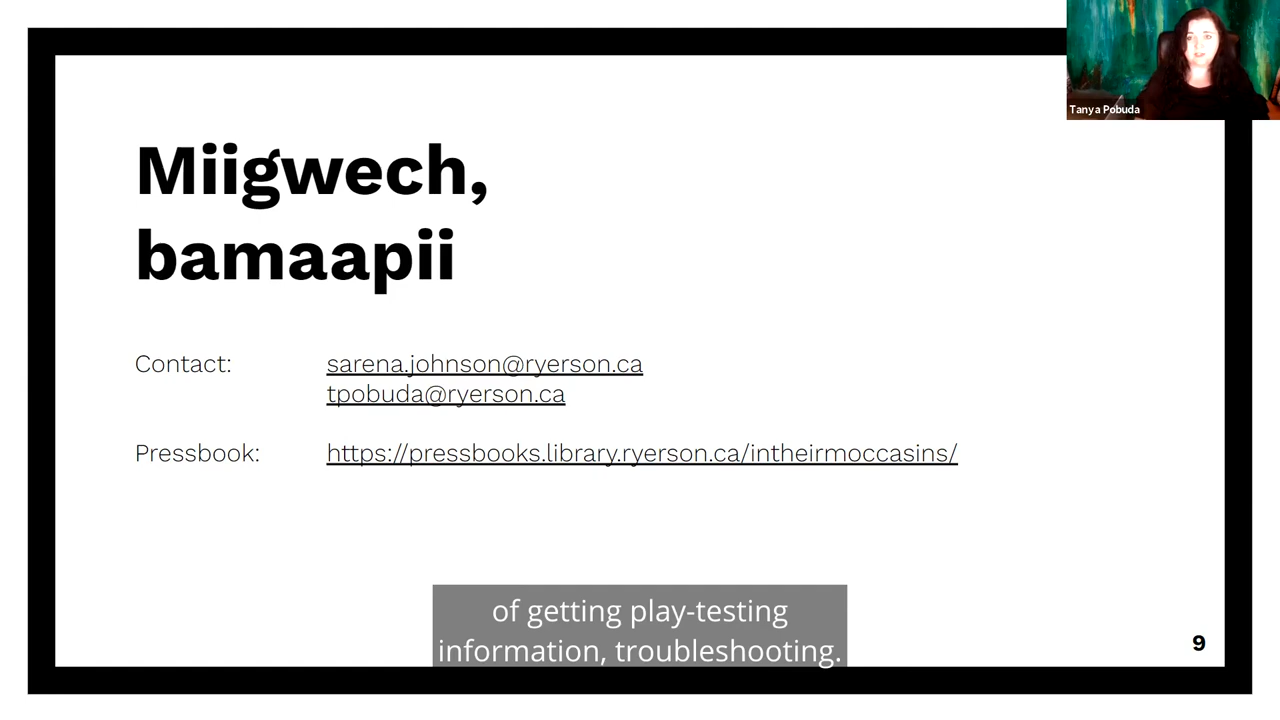 Tanya Pobuda
Miigwech,
bamaapii
Contact: sarena.johnson@ryerson.ca
tpobuda@ryerson.ca
Pressbook: https://pressbooks.library.ryerson.ca/intheirmoccasins/
of getting play-testing
information, troubleshooting.
9